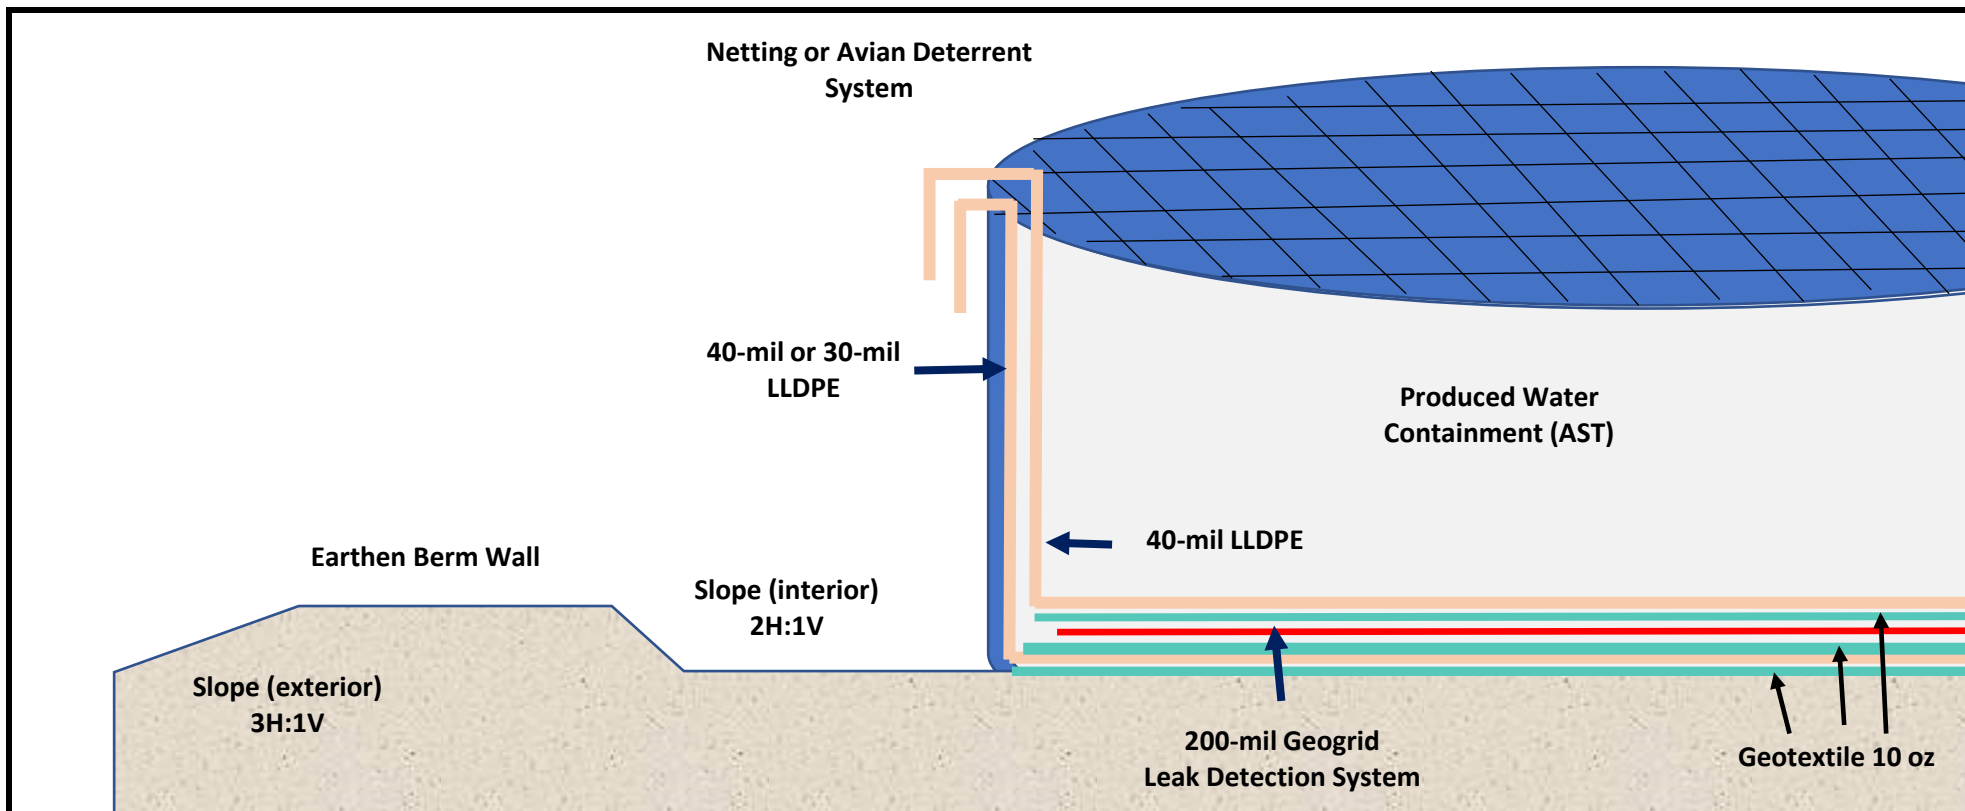 Netting or Avian Deterrent
System
40-mil or 30-mil
LLDPE
Produced Water
Containment (AST)
40-mil LLDPE
Earthen Berm Wall
Slope (interior)
2H:1V
Slope (exterior)
3H:1V
200-mil Geogrid
Leak Detection System
Geotextile 10 oz